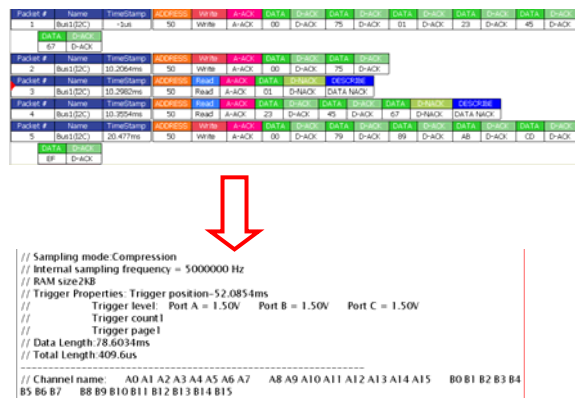 Packet # Name TimeStamp ADDRESS Write A-ACK DATA D-ACK DATA D-ACK DATA D-ACK DATA D-ACK DATA D-ACK
1 Bus1(I2C) -1us 50 Write A-ACK 00 D-ACK 75 D-ACK 01 D-ACK 23 D-ACK 45 D-ACK
DATA D-ACK
67 D-ACK
Packet # Name TimeStamp ADDRESS Write A-ACK DATA D-ACK DATA D-ACK
2 Bus1(I2C) 10.2064ms 50 Write A-ACK 00 D-ACK 75 D-ACK
Packet # Name TimeStamp ADDRESS Read A-ACK DATA D-NACK DESCRIBE
3 Bus1(I2C) 10.2982ms 50 Read A-ACK 01 D-NACK DATA NACK
Packet # Name TimeStamp ADDRESS Read A-ACK DATA D-ACK DATA D-ACK DATA D-NACK DESCRIBE
4 Bus1(I2C) 10.3554ms 50 Read A-ACK 23 D-ACK 45 D-ACK 67 D-NACK DATA NACK
Packet # Name TimeStamp ADDRESS Write A-ACK DATA D-ACK DATA D-ACK DATA D-ACK DATA D-ACK DATA D-ACK
5 Bus1(I2C) 20.477ms 50 Write A-ACK 00 D-ACK 79 D-ACK 89 D-ACK AB D-ACK CD D-ACK
DATA D-ACK
EF D-ACK
// Sampling mode:Compression
// Internal sampling frequency = 5000000 Hz
// RAM size2KB
// Trigger Properties: Trigger position-52.0854ms
// Trigger level: Port A = 1.50V Port B = 1.50V Port C = 1.50V
// Trigger count1
// Trigger page1
// Data Length:78.6034ms
// Total Length:409.6us
// Channel name: A0 A1 A2 A3 A4 A5 A6 A7 A8 A9 A10 A11 A12 A13 A14 A15 B0 B1 B2 B3 B4
B5 B6 B7 B8 B9 B10 B11 B12 B13 B14 B15